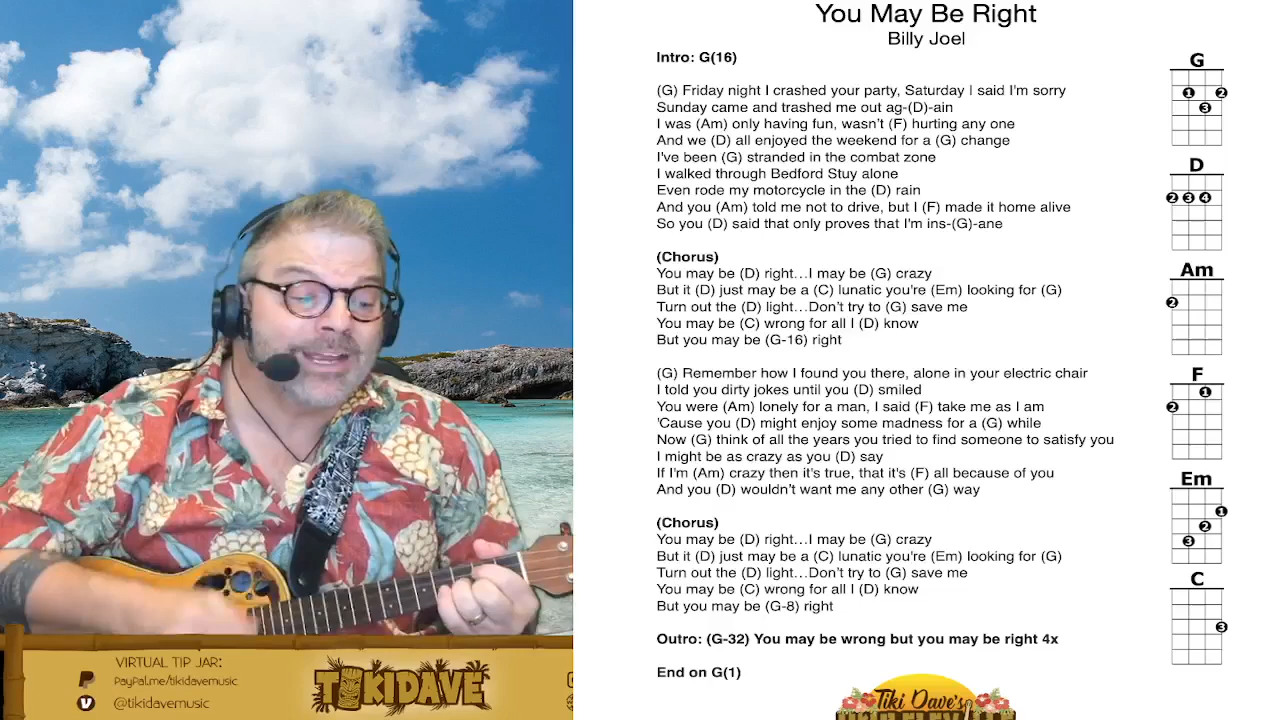 You May Be Right
Billy Joel
Intro: G(16)
(G) Friday night I crashed your party, Saturday I said I'm sorry
Sunday came and trashed me out ag-(D)-ain
I was (Am) only having fun, wasn't (F) hurting any one
And we (D) all enjoyed the weekend for a (G) change
I've been (G) stranded in the combat zone
I walked through Bedford Stuy alone
Even rode my motorcycle in the (D) rain
And you (Am) told me not to drive, but I (F) made it home alive
So you (D) said that only proves that I'm ins-(G)-ane
(Chorus)
You may be (D) right…I may be (G) crazy
But it (D) just may be a (C) lunatic you're (Em) looking for (G)
Turn out the (D) light…Don't try to (G) save me
You may be (C) wrong for all I (D) know
But you may be (G-16) right
(G) Remember how I found you there, alone in your electric chair
I told you dirty jokes until you (D) smiled
You were (Am) lonely for a man, I said (F) take me as I am
'Cause you (D) might enjoy some madness for a (G) while
Now (G) think of all the years you tried to find someone to satisfy you
I might be as crazy as you (D) say
If I'm (Am) crazy then it's true, that it's (F) all because of you
And you (D) wouldn't want me any other (G) way
(Chorus)
You may be (D) right…I may be (G) crazy
But it (D) just may be a (C) lunatic you're (Em) looking for (G)
Turn out the (D) light…Don't try to (G) save me
You may be (C) wrong for all I (D) know
But you may be (G-8) right
Outro: (G-32) You may be wrong but you may be right 4x
End on G(1)
G
1 2
3
D
2 3 4
Am
2
F
1
2
Em
1
2
3
C
3
VIRTUAL TIP JAR:
PayPal.me/tikidavemusic
@tikidavemusic
TIKIDAVE
Tiki Dave's